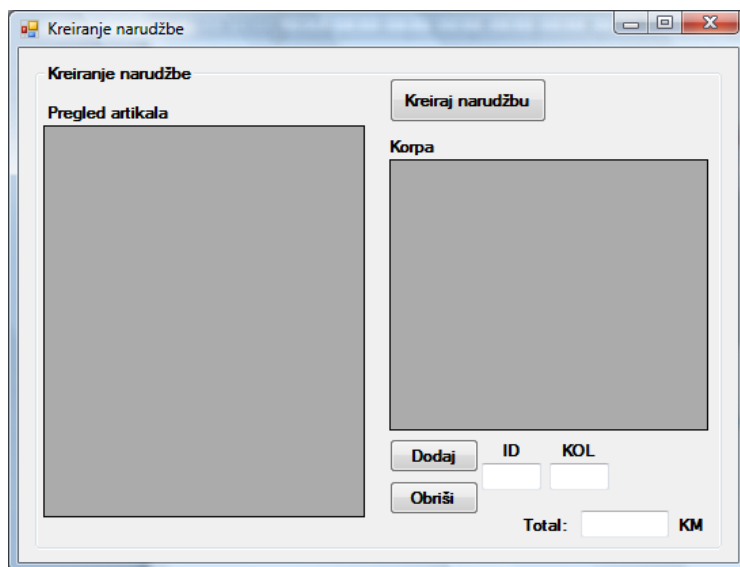 Kreiranje narudžbe
Kreiranje narudžbe
Pregled artikala
Kreiraj narudžbu
Korpa
Dodaj ID KOL
Obriši
Total: KM